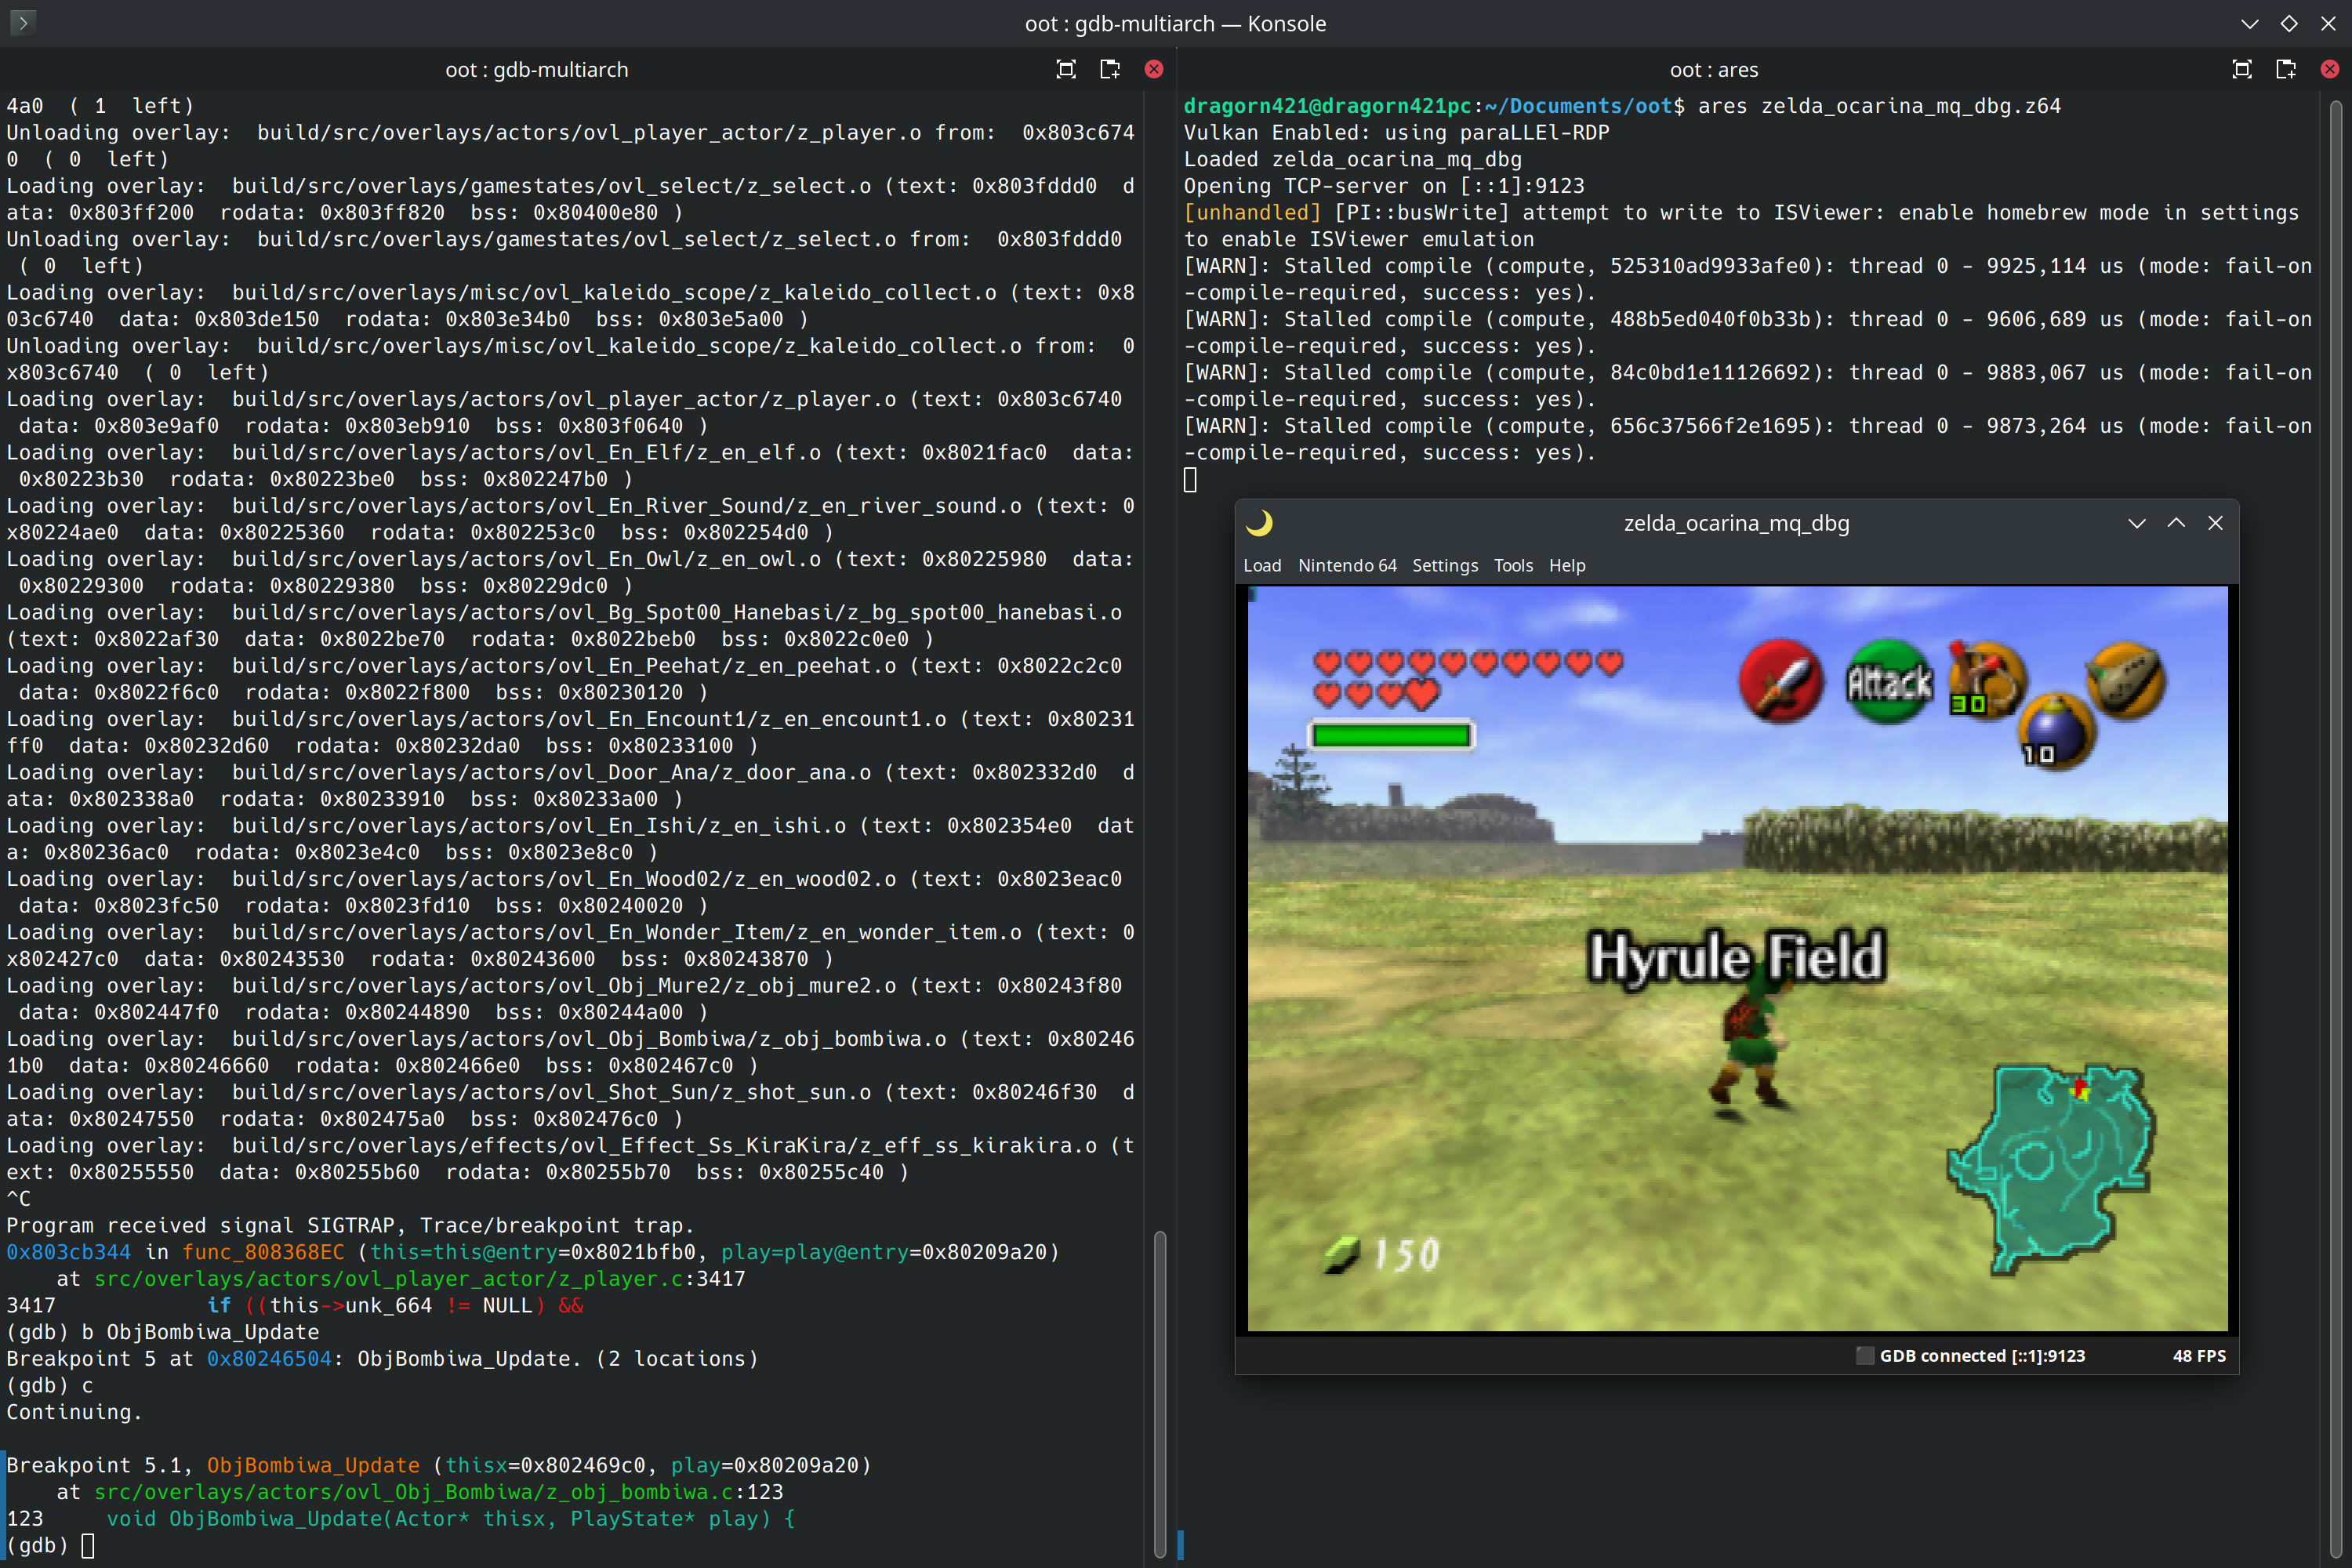 oot : gdb-multiarch — Konsole
oot : gdb-multiarch
4a0  ( 1  left)
Unloading overlay:  build/src/overlays/actors/ovl_player_actor/z_player.o from:  0x803c674
0  ( 0  left)
Loading overlay:  build/src/overlays/gamestates/ovl_select/z_select.o (text: 0x803fddd0  d
ata: 0x803ff200  rodata: 0x803ff820  bss: 0x80400e80 )
Unloading overlay:  build/src/overlays/gamestates/ovl_select/z_select.o from:  0x803fddd0
 ( 0  left)
Loading overlay:  build/src/overlays/misc/ovl_kaleido_scope/z_kaleido_collect.o (text: 0x8
03c6740  data: 0x803de150  rodata: 0x803e34b0  bss: 0x803e5a00 )
Unloading overlay:  build/src/overlays/misc/ovl_kaleido_scope/z_kaleido_collect.o from:  0
x803c6740  ( 0  left)
Loading overlay:  build/src/overlays/actors/ovl_player_actor/z_player.o (text: 0x803c6740
 data: 0x803e9af0  rodata: 0x803eb910  bss: 0x803f0640 )
Loading overlay:  build/src/overlays/actors/ovl_En_Elf/z_en_elf.o (text: 0x8021fac0  data:
 0x80223b30  rodata: 0x80223be0  bss: 0x802247b0 )
Loading overlay:  build/src/overlays/actors/ovl_En_River_Sound/z_en_river_sound.o (text: 0
x80224ae0  data: 0x80225360  rodata: 0x802253c0  bss: 0x802254d0 )
Loading overlay:  build/src/overlays/actors/ovl_En_Owl/z_en_owl.o (text: 0x80225980  data:
 0x80229300  rodata: 0x80229380  bss: 0x80229dc0 )
Loading overlay:  build/src/overlays/actors/ovl_Bg_Spot00_Hanebasi/z_bg_spot00_hanebasi.o
(text: 0x8022af30  data: 0x8022be70  rodata: 0x8022beb0  bss: 0x8022c0e0 )
Loading overlay:  build/src/overlays/actors/ovl_En_Peehat/z_en_peehat.o (text: 0x8022c2c0
 data: 0x8022f6c0  rodata: 0x8022f800  bss: 0x80230120 )
Loading overlay:  build/src/overlays/actors/ovl_En_Encount1/z_en_encount1.o (text: 0x80231
ff0  data: 0x80232d60  rodata: 0x80232da0  bss: 0x80233100 )
Loading overlay:  build/src/overlays/actors/ovl_Door_Ana/z_door_ana.o (text: 0x802332d0  d
ata: 0x802338a0  rodata: 0x80233910  bss: 0x80233a00 )
Loading overlay:  build/src/overlays/actors/ovl_En_Ishi/z_en_ishi.o (text: 0x802354e0  dat
a: 0x80236ac0  rodata: 0x8023e4c0  bss: 0x8023e8c0 )
Loading overlay:  build/src/overlays/actors/ovl_En_Wood02/z_en_wood02.o (text: 0x8023eac0
 data: 0x8023fc50  rodata: 0x8023fd10  bss: 0x80240020 )
Loading overlay:  build/src/overlays/actors/ovl_En_Wonder_Item/z_en_wonder_item.o (text: 0
x802427c0  data: 0x80243530  rodata: 0x80243600  bss: 0x80243870 )
Loading overlay:  build/src/overlays/actors/ovl_Obj_Mure2/z_obj_mure2.o (text: 0x80243f80
 data: 0x802447f0  rodata: 0x80244890  bss: 0x80244a00 )
Loading overlay:  build/src/overlays/actors/ovl_Obj_Bombiwa/z_obj_bombiwa.o (text: 0x80246
1b0  data: 0x80246660  rodata: 0x802466e0  bss: 0x802467c0 )
Loading overlay:  build/src/overlays/actors/ovl_Shot_Sun/z_shot_sun.o (text: 0x80246f30  d
ata: 0x80247550  rodata: 0x802475a0  bss: 0x802476c0 )
Loading overlay:  build/src/overlays/effects/ovl_Effect_Ss_KiraKira/z_eff_ss_kirakira.o (t
ext: 0x80255550  data: 0x80255b60  rodata: 0x80255b70  bss: 0x80255c40 )
^C
Program received signal SIGTRAP, Trace/breakpoint trap.
0x803cb344 in func_808368EC (this=this@entry=0x8021bfb0, play=play@entry=0x80209a20)
    at src/overlays/actors/ovl_player_actor/z_player.c:3417
3417            if ((this->unk_664 != NULL) &&
(gdb) b ObjBombiwa_Update
Breakpoint 5 at 0x80246504: ObjBombiwa_Update. (2 locations)
(gdb) c
Continuing.
Breakpoint 5.1, ObjBombiwa_Update (thisx=0x802469c0, play=0x80209a20)
    at src/overlays/actors/ovl_Obj_Bombiwa/z_obj_bombiwa.c:123
123     void ObjBombiwa_Update(Actor* thisx, PlayState* play) {
(gdb)
oot : ares
dragorn421@dragorn421pc:~/Documents/oot$ ares zelda_ocarina_mq_dbg.z64
Vulkan Enabled: using paraLLEl-RDP
Loaded zelda_ocarina_mq_dbg
Opening TCP-server on [::1]:9123
[unhandled] [PI::busWrite] attempt to write to ISViewer: enable homebrew mode in settings
to enable ISViewer emulation
[WARN]: Stalled compile (compute, 525310ad9933afe0): thread 0 - 9925,114 us (mode: fail-on
-compile-required, success: yes).
[WARN]: Stalled compile (compute, 488b5ed040f0b33b): thread 0 - 9606,689 us (mode: fail-on
-compile-required, success: yes).
[WARN]: Stalled compile (compute, 84c0bd1e11126692): thread 0 - 9883,067 us (mode: fail-on
-compile-required, success: yes).
[WARN]: Stalled compile (compute, 656c37566f2e1695): thread 0 - 9873,264 us (mode: fail-on
-compile-required, success: yes).
zelda_ocarina_mq_dbg
Load  Nintendo 64  Settings  Tools  Help
Attack
30
10
Hyrule Field
150
GDB connected [::1]:9123  48 FPS